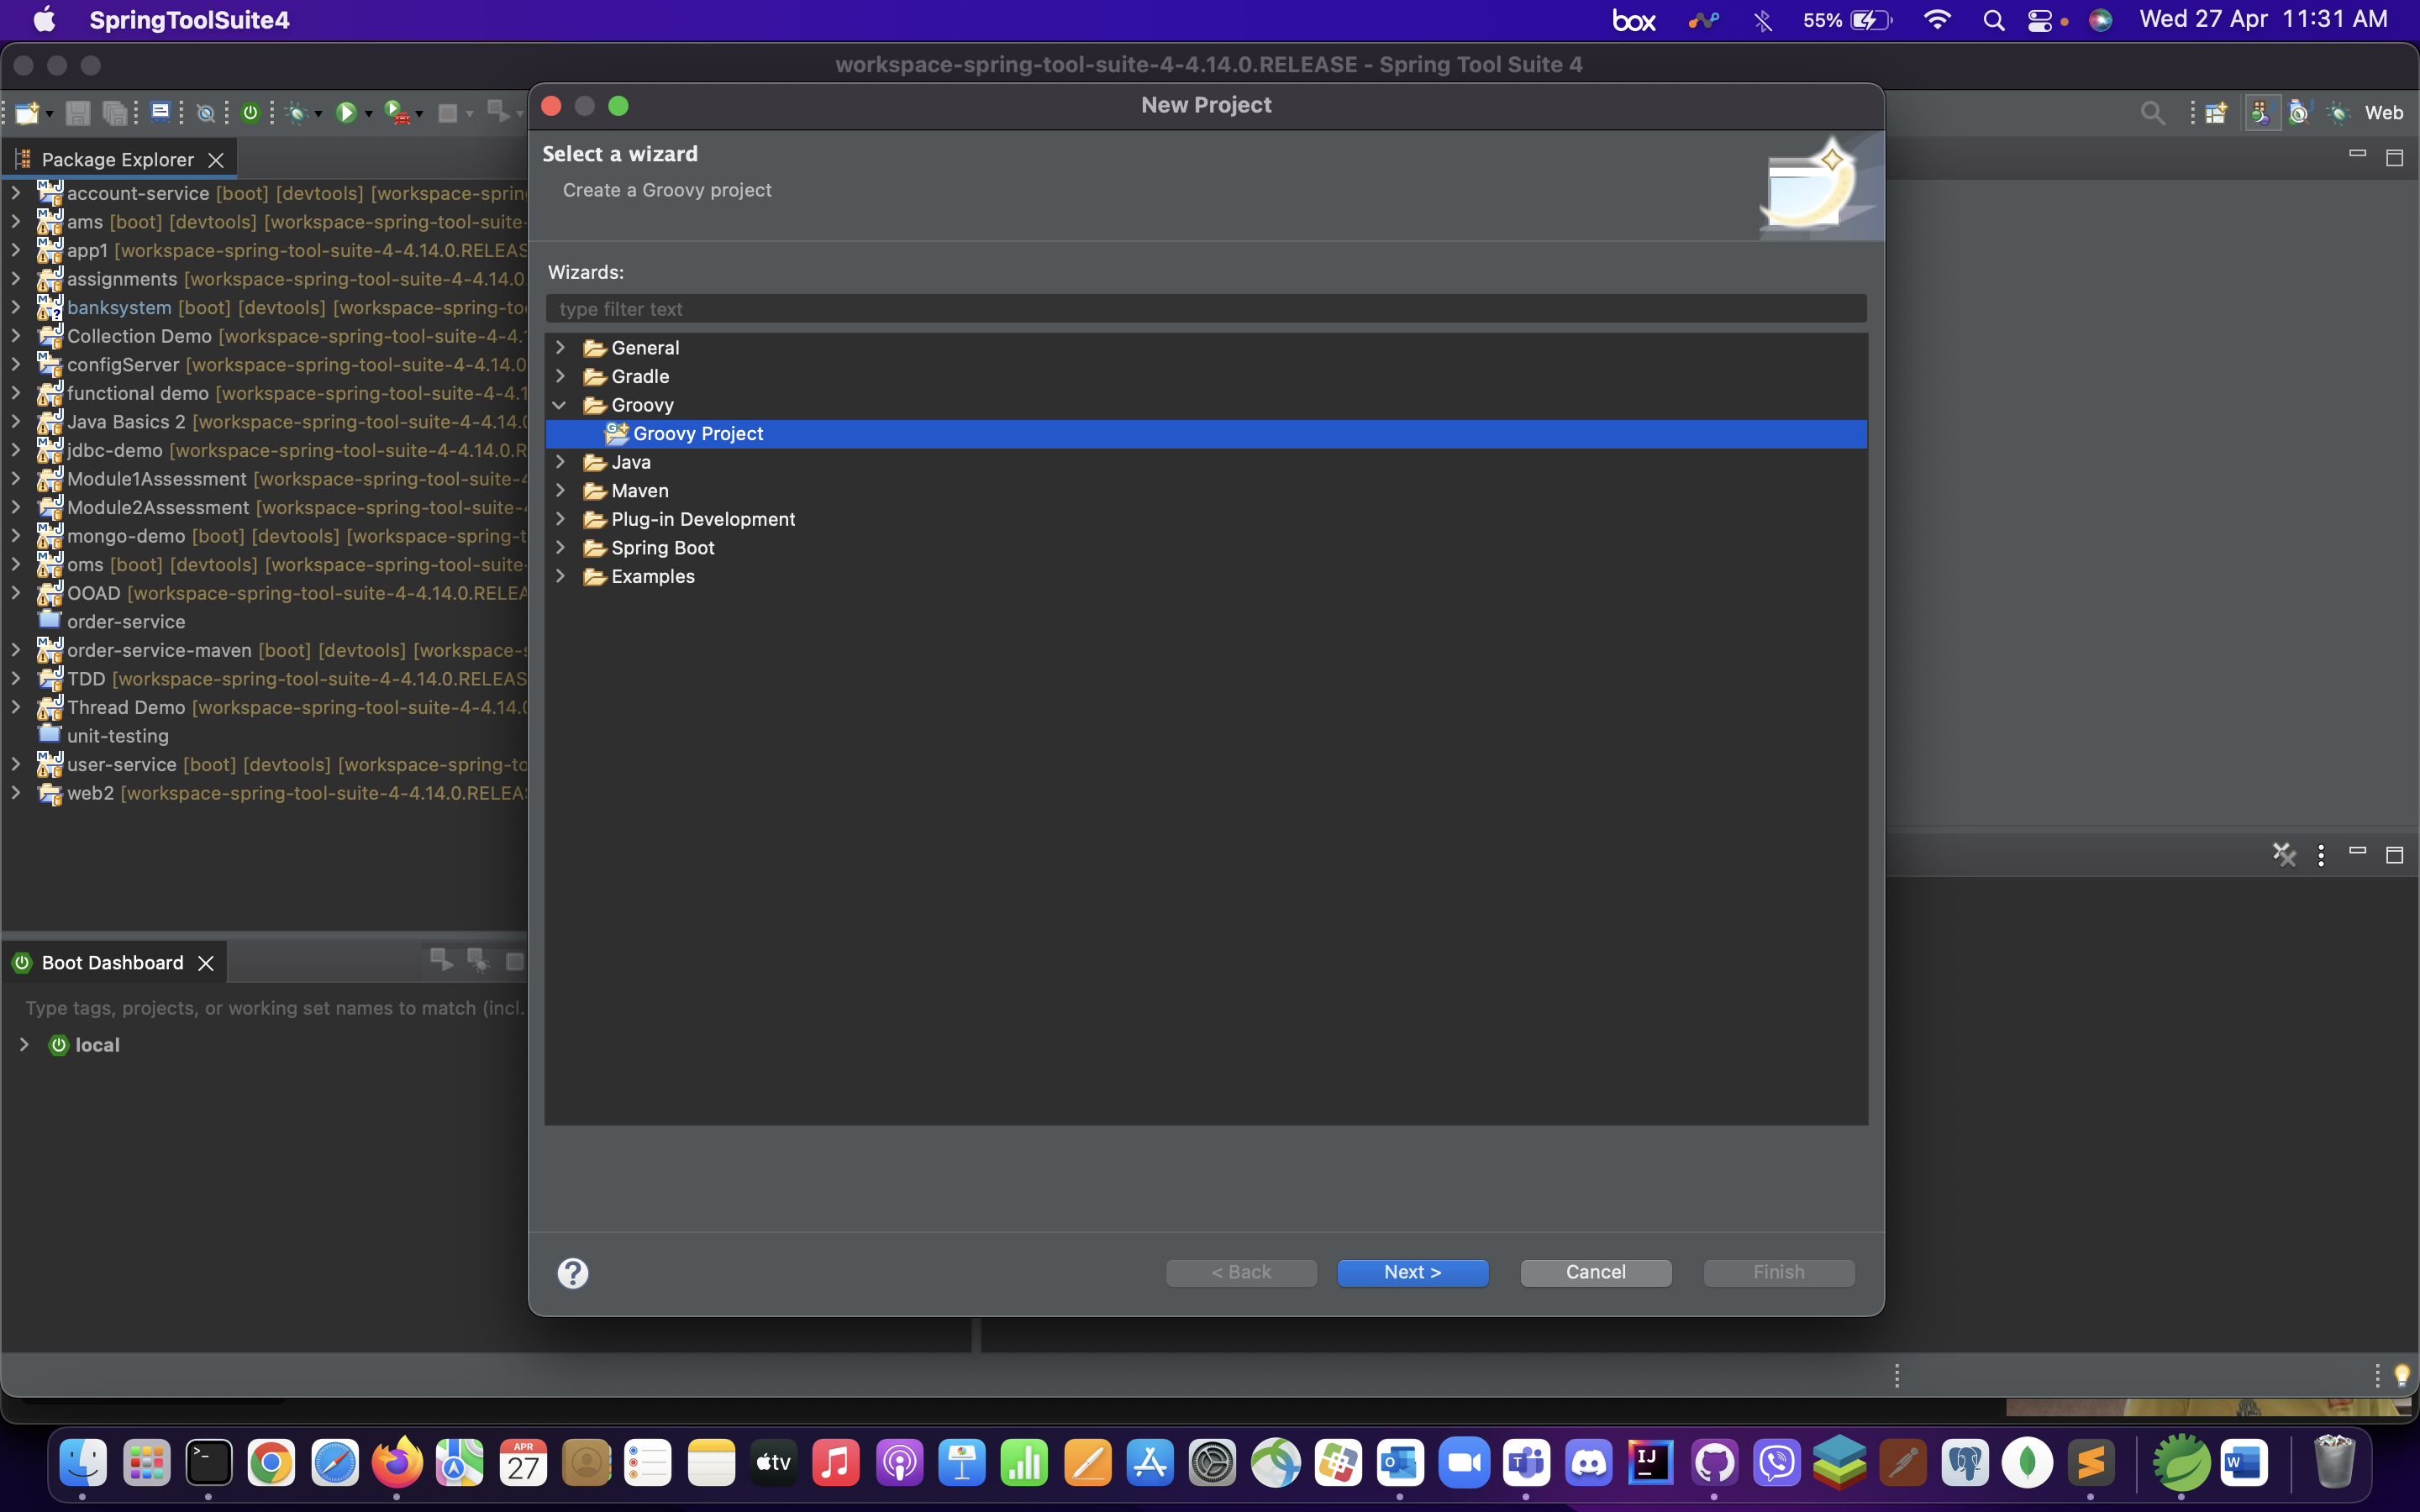 SpringToolSuite4
box
55%
Wed 27 Apr 11:31 AM
workspace-spring-tool-suite-4-4.14.0.RELEASE - Spring Tool Suite 4
Web
Package Explorer
account-service [boot] [devtools] [workspace-sprin
ams [boot] [devtools] [workspace-spring-tool-suite-
app1 [workspace-spring-tool-suite-4-4.14.0.RELEAS
assignments [workspace-spring-tool-suite-4-4.14.0
banksystem [boot] [devtools] [workspace-spring-to
Collection Demo [workspace-spring-tool-suite-4-4.
configServer [workspace-spring-tool-suite-4-4.14.0
functional demo [workspace-spring-tool-suite-4-4.1
Java Basics 2 [workspace-spring-tool-suite-4-4.14.
jdbc-demo [workspace-spring-tool-suite-4-4.14.0.R
Module1Assessment [workspace-spring-tool-suite-4
Module2Assessment [workspace-spring-tool-suite-
mongo-demo [boot] [devtools] [workspace-spring-t
oms [boot] [devtools] [workspace-spring-tool-suite-
OOAD [workspace-spring-tool-suite-4-4.14.0.RELEA
order-service
order-service-maven [boot] [devtools] [workspace-s
TDD [workspace-spring-tool-suite-4-4.14.0.RELEAS
Thread Demo [workspace-spring-tool-suite-4-4.14.
unit-testing
user-service [boot] [devtools] [workspace-spring-to
web2 [workspace-spring-tool-suite-4-4.14.0.RELEA
Boot Dashboard
Type tags, projects, or working set names to match (incl.
local
New Project
Select a wizard
Create a Groovy project
Wizards:
type filter text
General
Gradle
Groovy
Groovy Project
Java
Maven
Plug-in Development
Spring Boot
Examples
?
< Back
Next >
Cancel
Finish
APR
27
tv
IJ
W